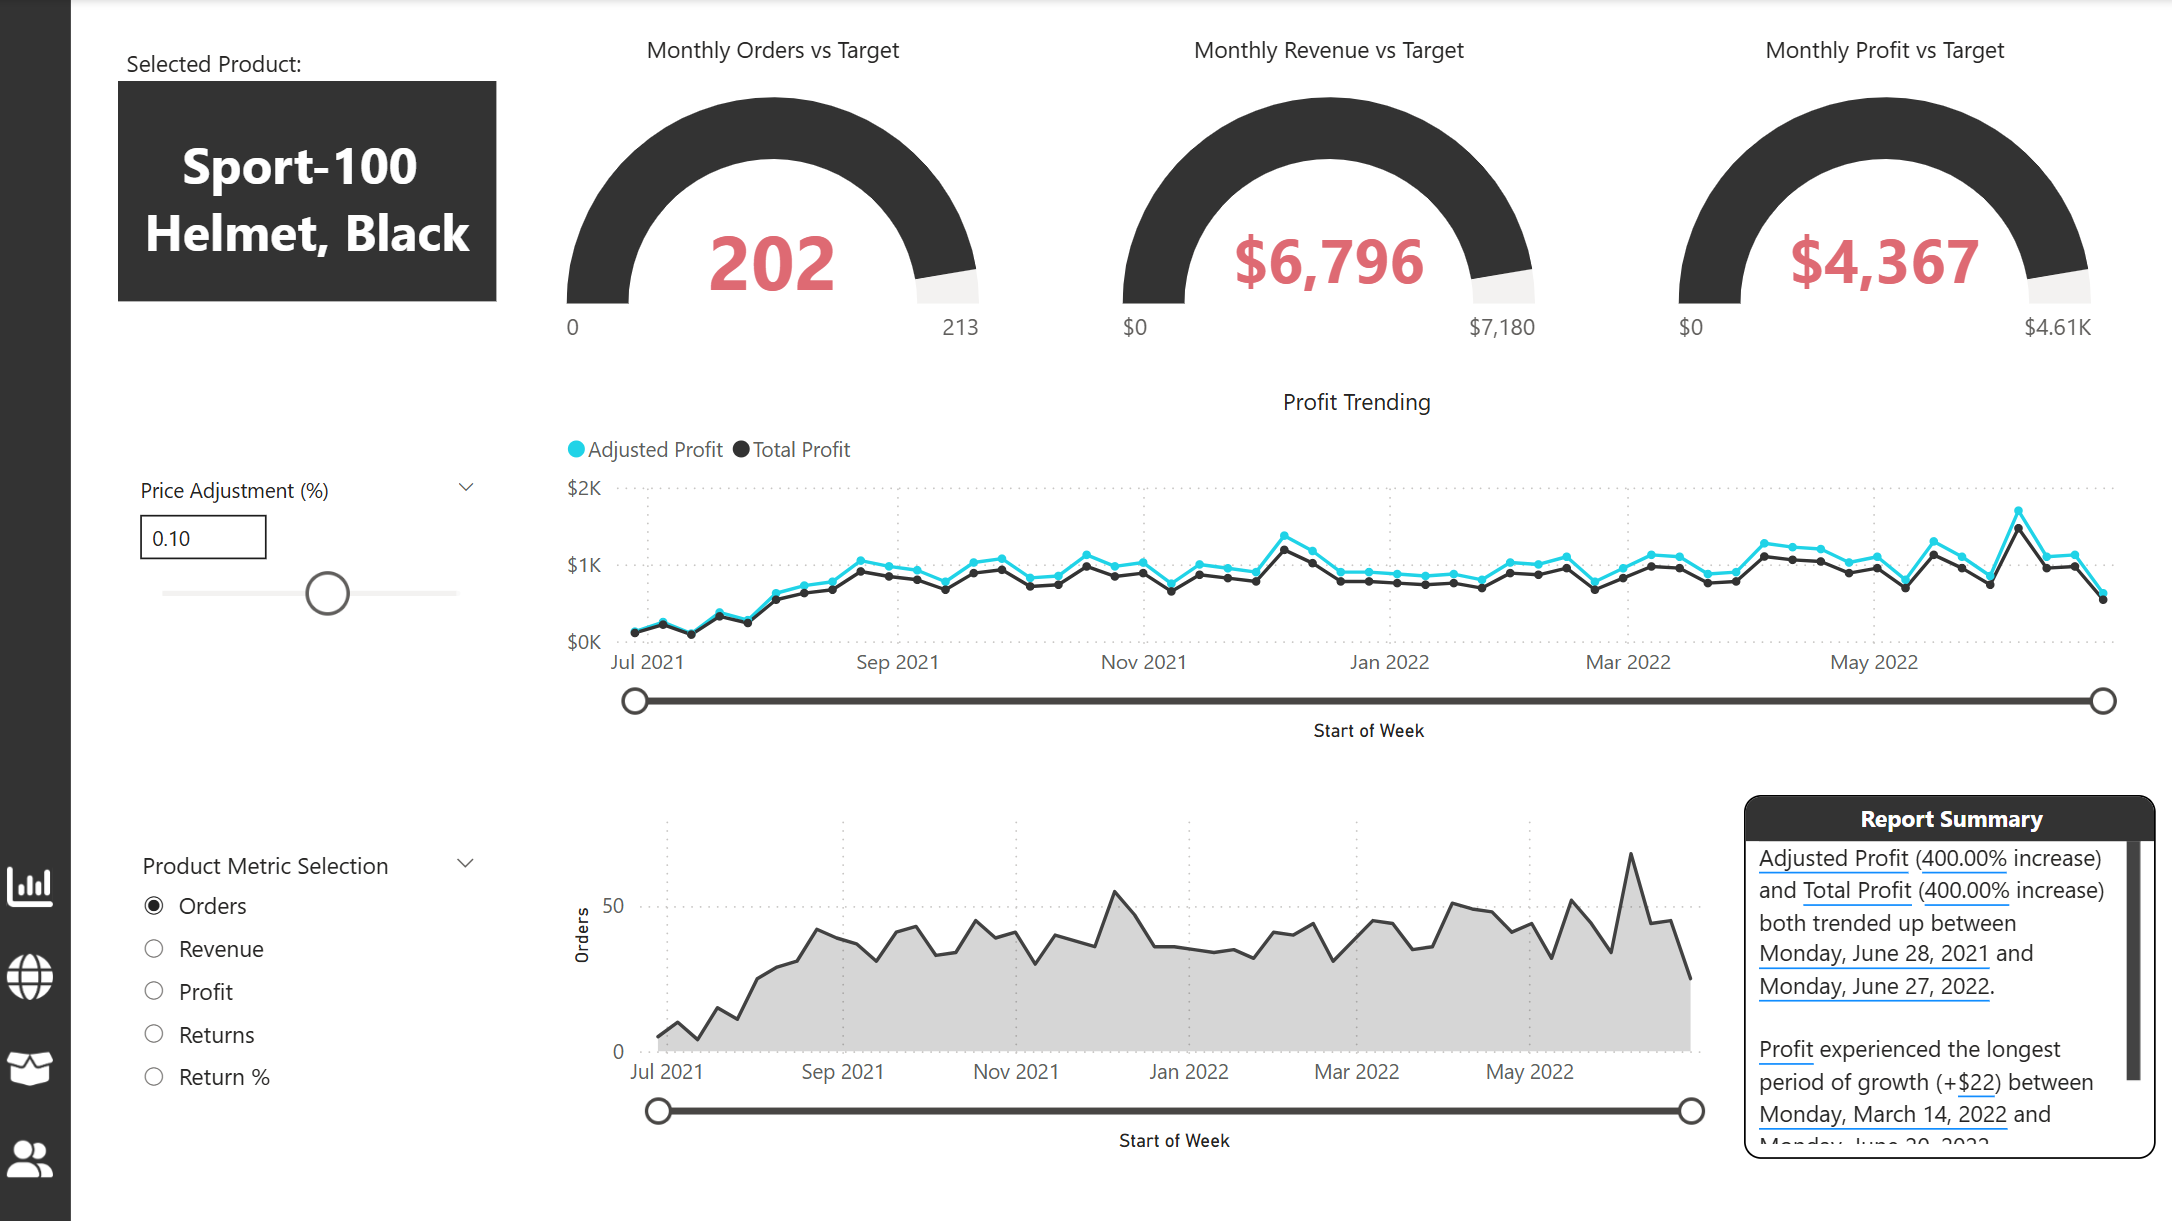 Selected Product:
Sport-100
Helmet, Black
Monthly Orders vs Target
202
0
213
Monthly Revenue vs Target
$6,796
$0
$7,180
Monthly Profit vs Target
$4,367
$0
$4.61K
Price Adjustment (%)
0.10
Profit Trending
Adjusted Profit
Total Profit
$2K
$1K
$0K
Jul 2021
Sep 2021
Nov 2021
Jan 2022
Mar 2022
May 2022
Start of Week
Product Metric Selection
Orders
Revenue
Profit
Returns
Return %
Orders
50
0
Jul 2021
Sep 2021
Nov 2021
Jan 2022
Mar 2022
May 2022
Start of Week
Report Summary
Adjusted Profit (400.00% increase)
and Total Profit (400.00% increase)
both trended up between
Monday, June 28, 2021 and
Monday, June 27, 2022.
Profit experienced the longest
period of growth (+$22) between
Monday, March 14, 2022 and
Monday, June 20, 2022